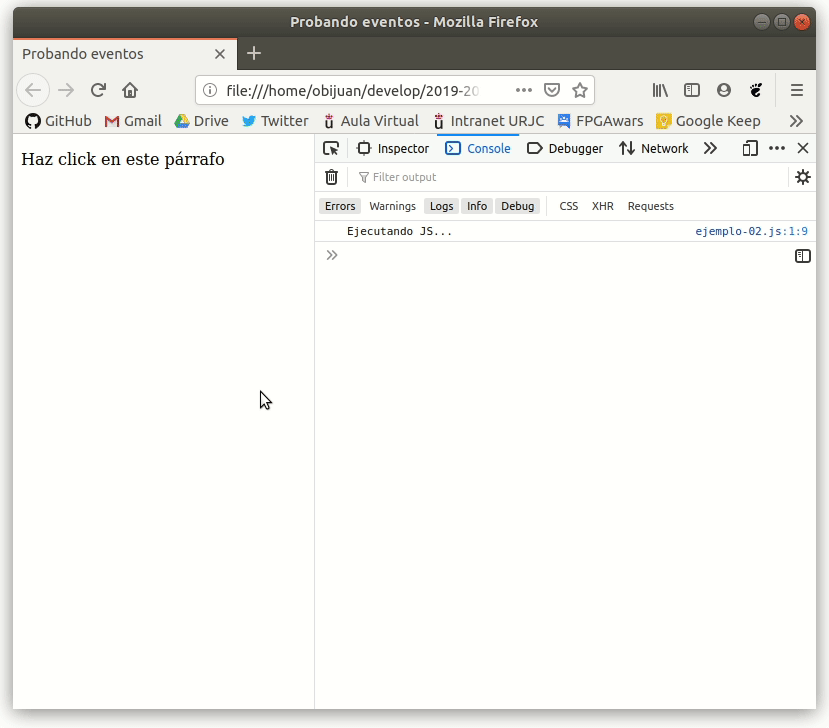 Probando eventos - Mozilla Firefox
Probando eventos
file:///home/obijuan/develop/2019-20
GitHub Gmail Drive Twitter Aula Virtual Intranet URJC FPGAwars Google Keep
Haz click en este párrafo
Inspector Console Debugger Network
Filter output
Errors Warnings Logs Info Debug CSS XHR Requests
Ejecutando JS... ejemplo-02.js:1:9